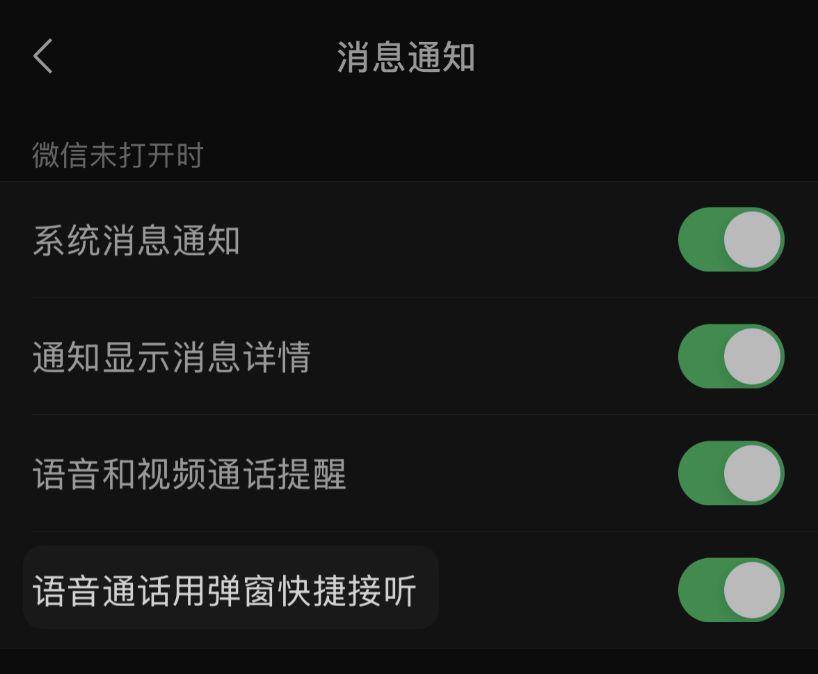 消息通知
微信未打开时
系统消息通知
通知显示消息详情
语音和视频通话提醒
语音通话用弹窗快捷接听